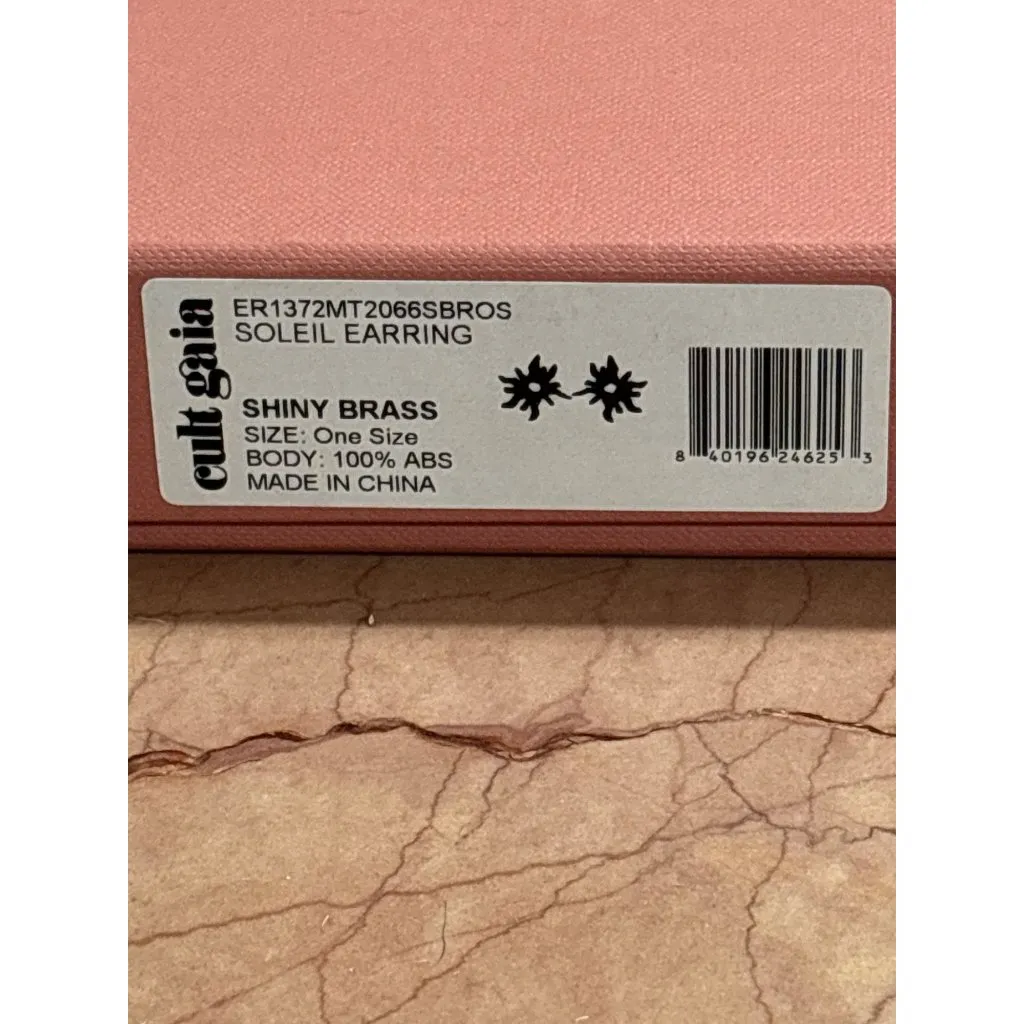 cult gaia
ER1372MT2066SBROS
SOLEIL EARRING
SHINY BRASS
SIZE: One Size
BODY: 100% ABS
MADE IN CHINA
8 40196 24625 3